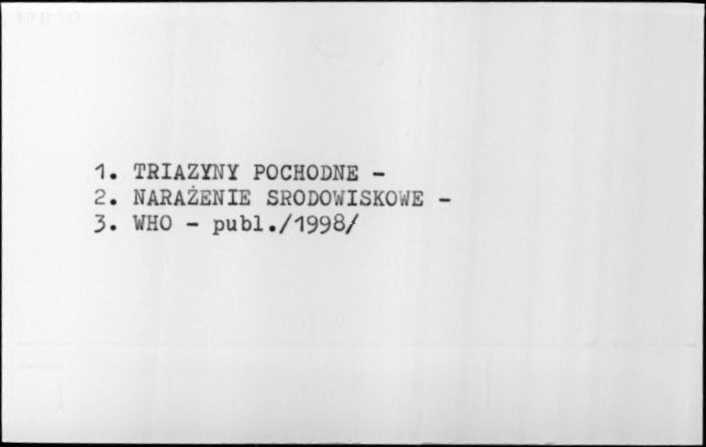 1. TRIAZYNY POCHODNE -
2. NARAŻENIE SRODOWISKOWE -
3. WHO - publ./1998/